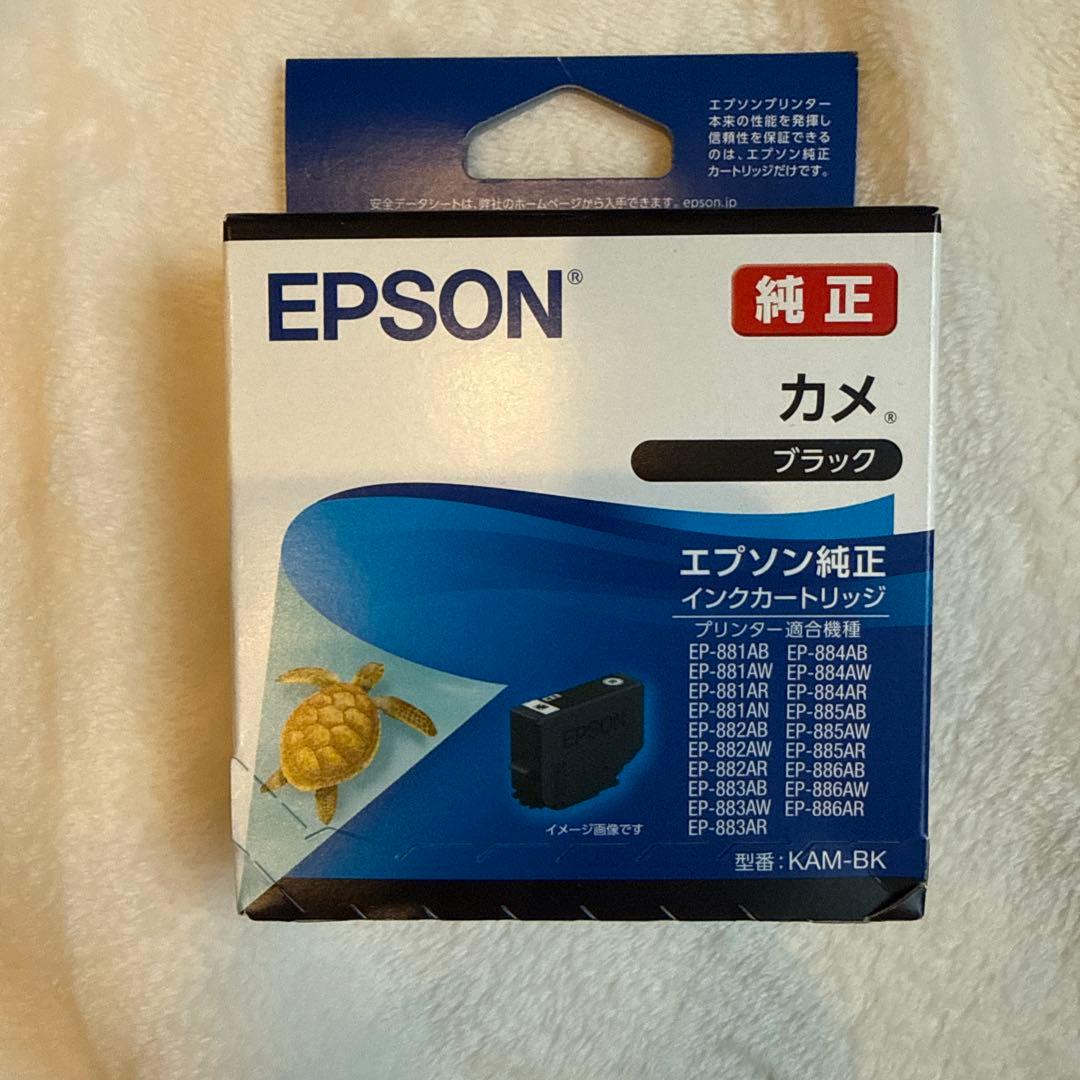 エプソンプリンター
本来の性能を発揮し
信頼性を保証できる
のは、エプソン純正
カートリッジだけです。
安全データシートは、弊社のホームページから入手できます。epson.jp
EPSON®
純正
カメ®
ブラック
エプソン純正
インクカートリッジ
プリンター適合機種
EP-881AB EP-884AB
EP-881AW EP-884AW
EP-881AR EP-884AR
EP-881AN EP-885AB
EP-882AB EP-885AW
EP-882AW EP-885AR
EP-882AR EP-886AB
EP-883AB EP-886AW
EP-883AW EP-886AR
EP-883AR
EPSON
イメージ画像です
型番:KAM-BK